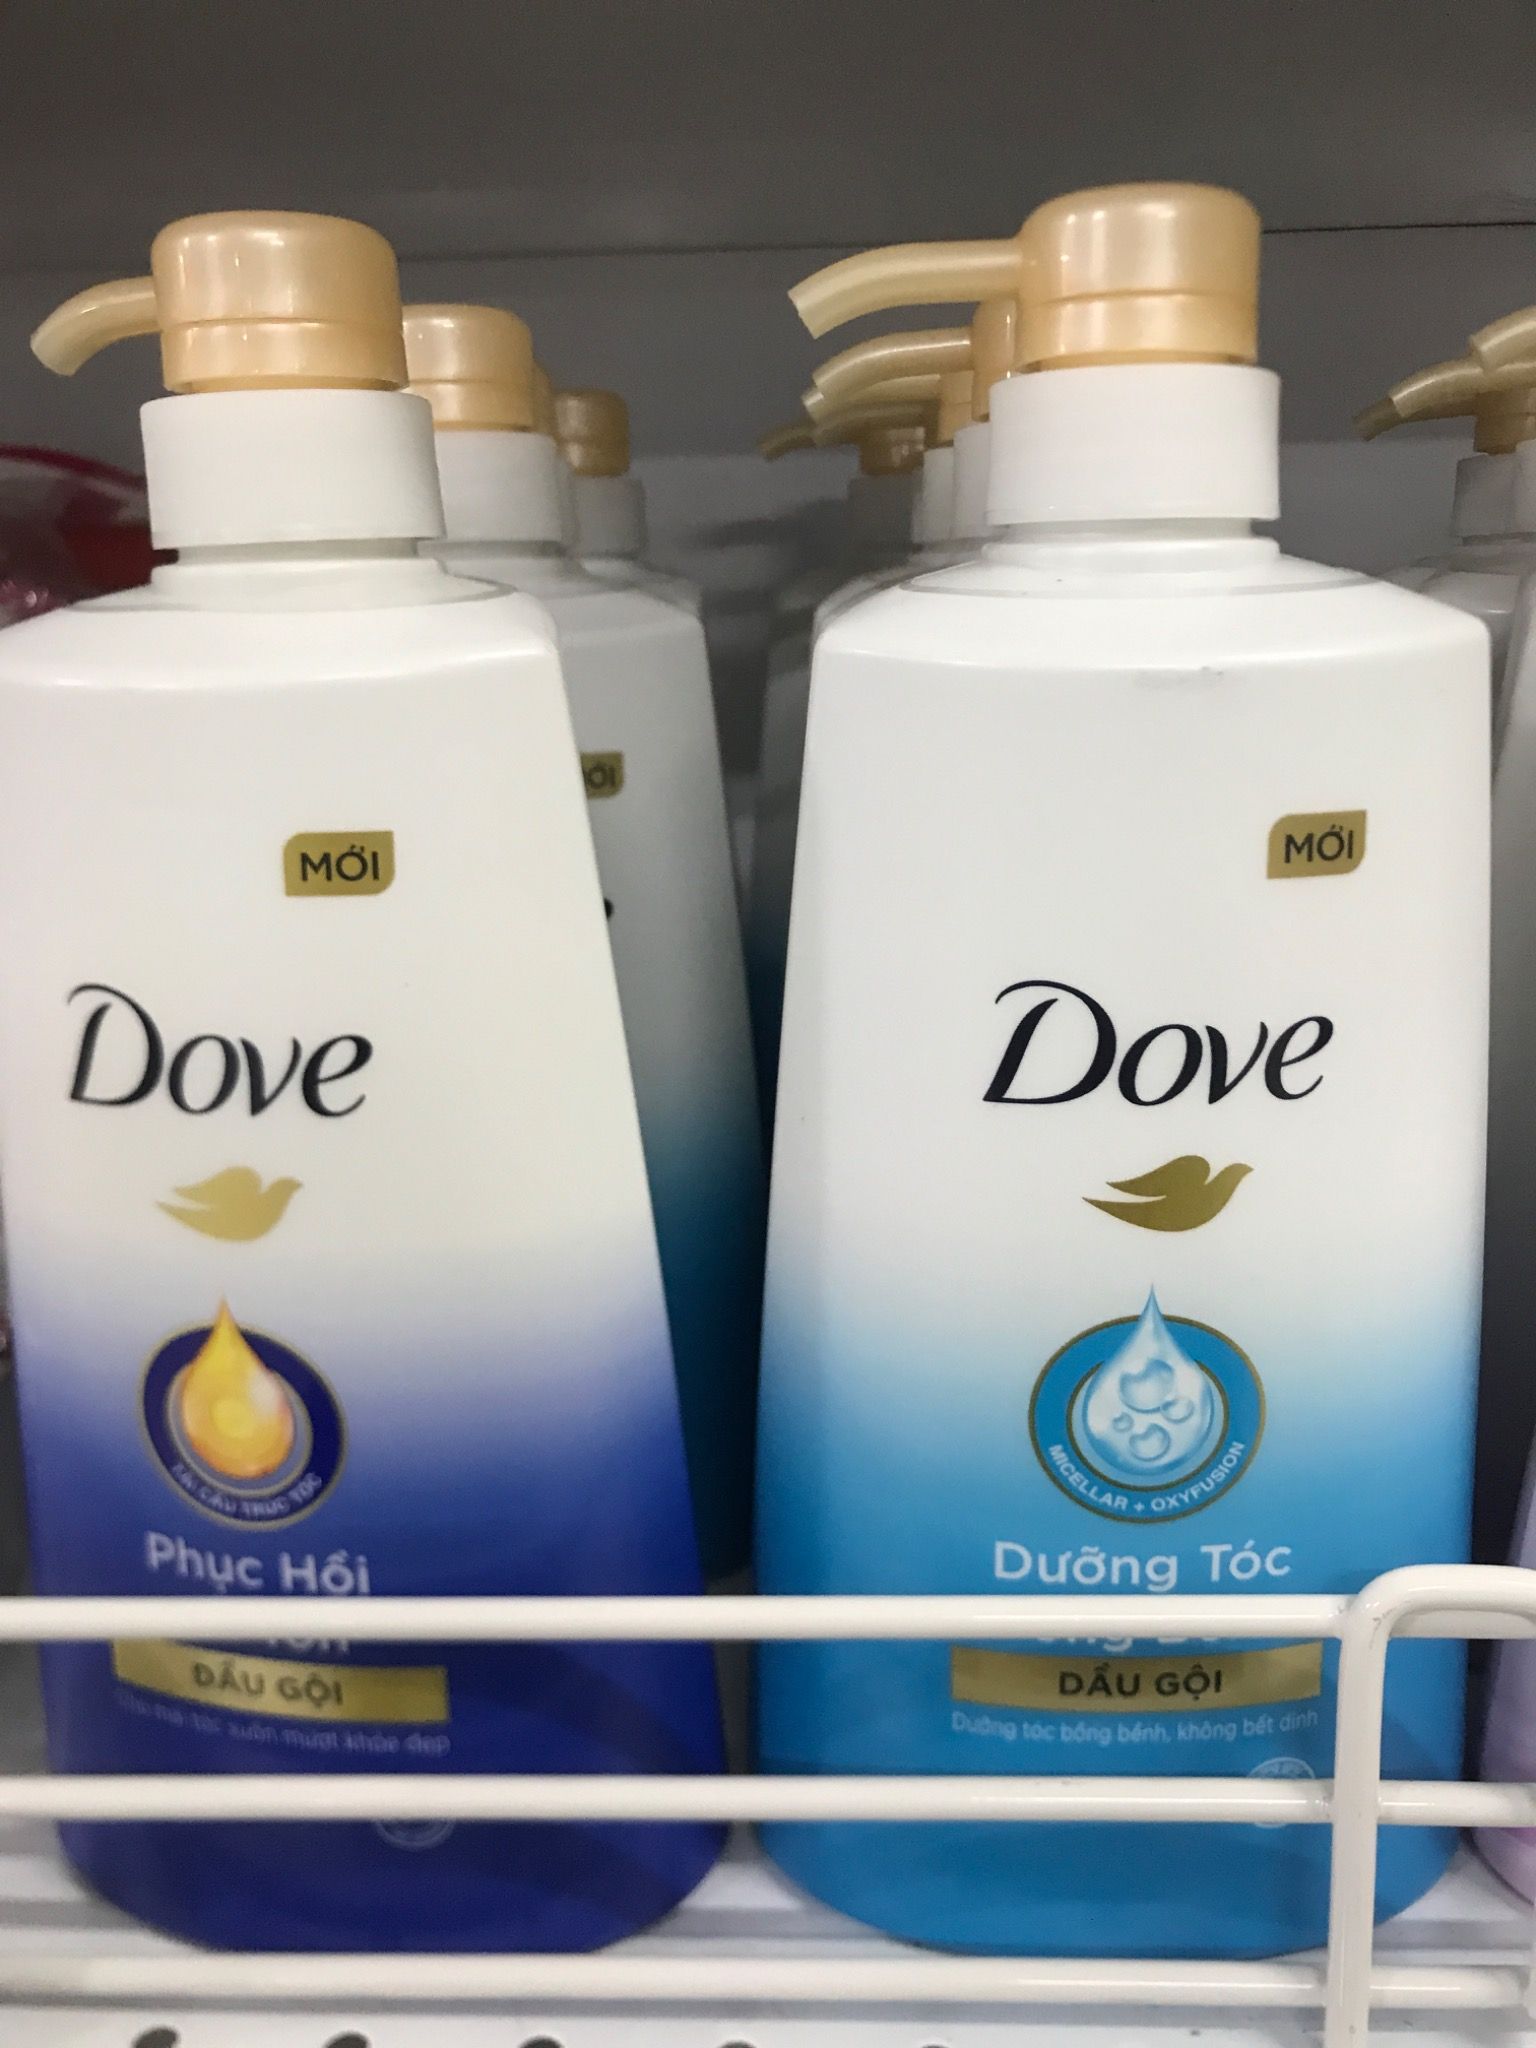 MỚI
Dove
Phục Hồi
DẦU GỘI
MỚI
Dove
MICELLAR + OXYFUSION
Dưỡng Tóc
DẦU GỘI
Dưỡng tóc bồng bềnh, không bết dính